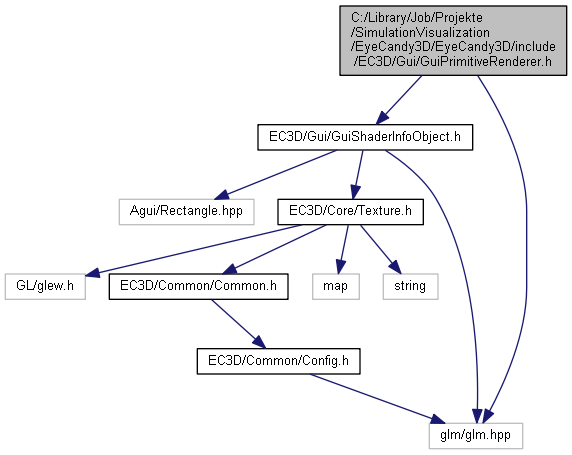 C:/Library/Job/Projekte
/SimulationVisualization
/EyeCandy3D/EyeCandy3D/include
/EC3D/Gui/GuiPrimitiveRenderer.h
EC3D/Gui/GuiShaderInfoObject.h
Agui/Rectangle.hpp
EC3D/Core/Texture.h
GL/glew.h
EC3D/Common/Common.h
map
string
EC3D/Common/Config.h
glm/glm.hpp